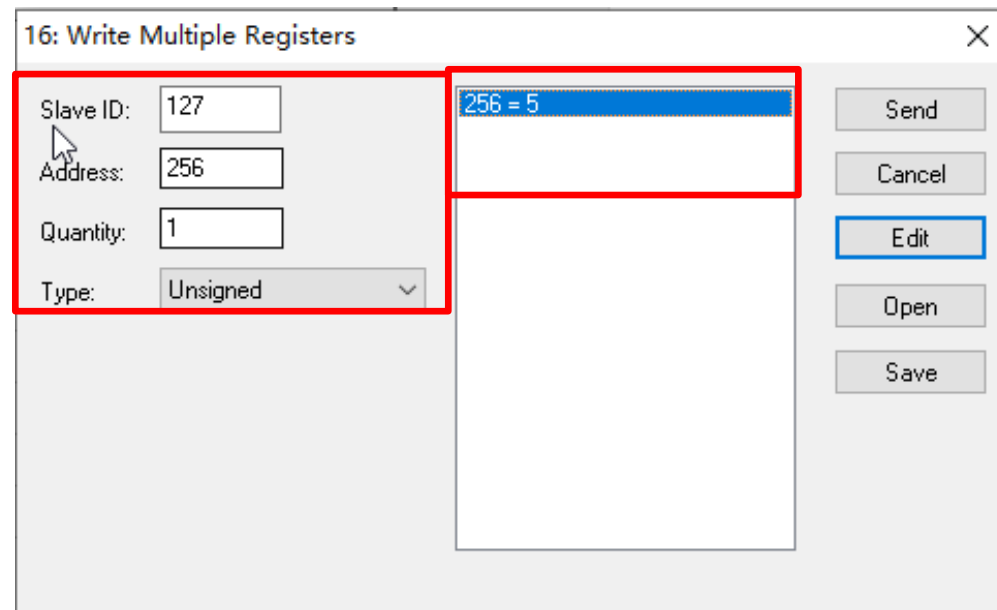 16: Write Multiple Registers
Slave ID: 127
Address: 256
Quantity: 1
Type: Unsigned
256 = 5
Send
Cancel
Edit
Open
Save